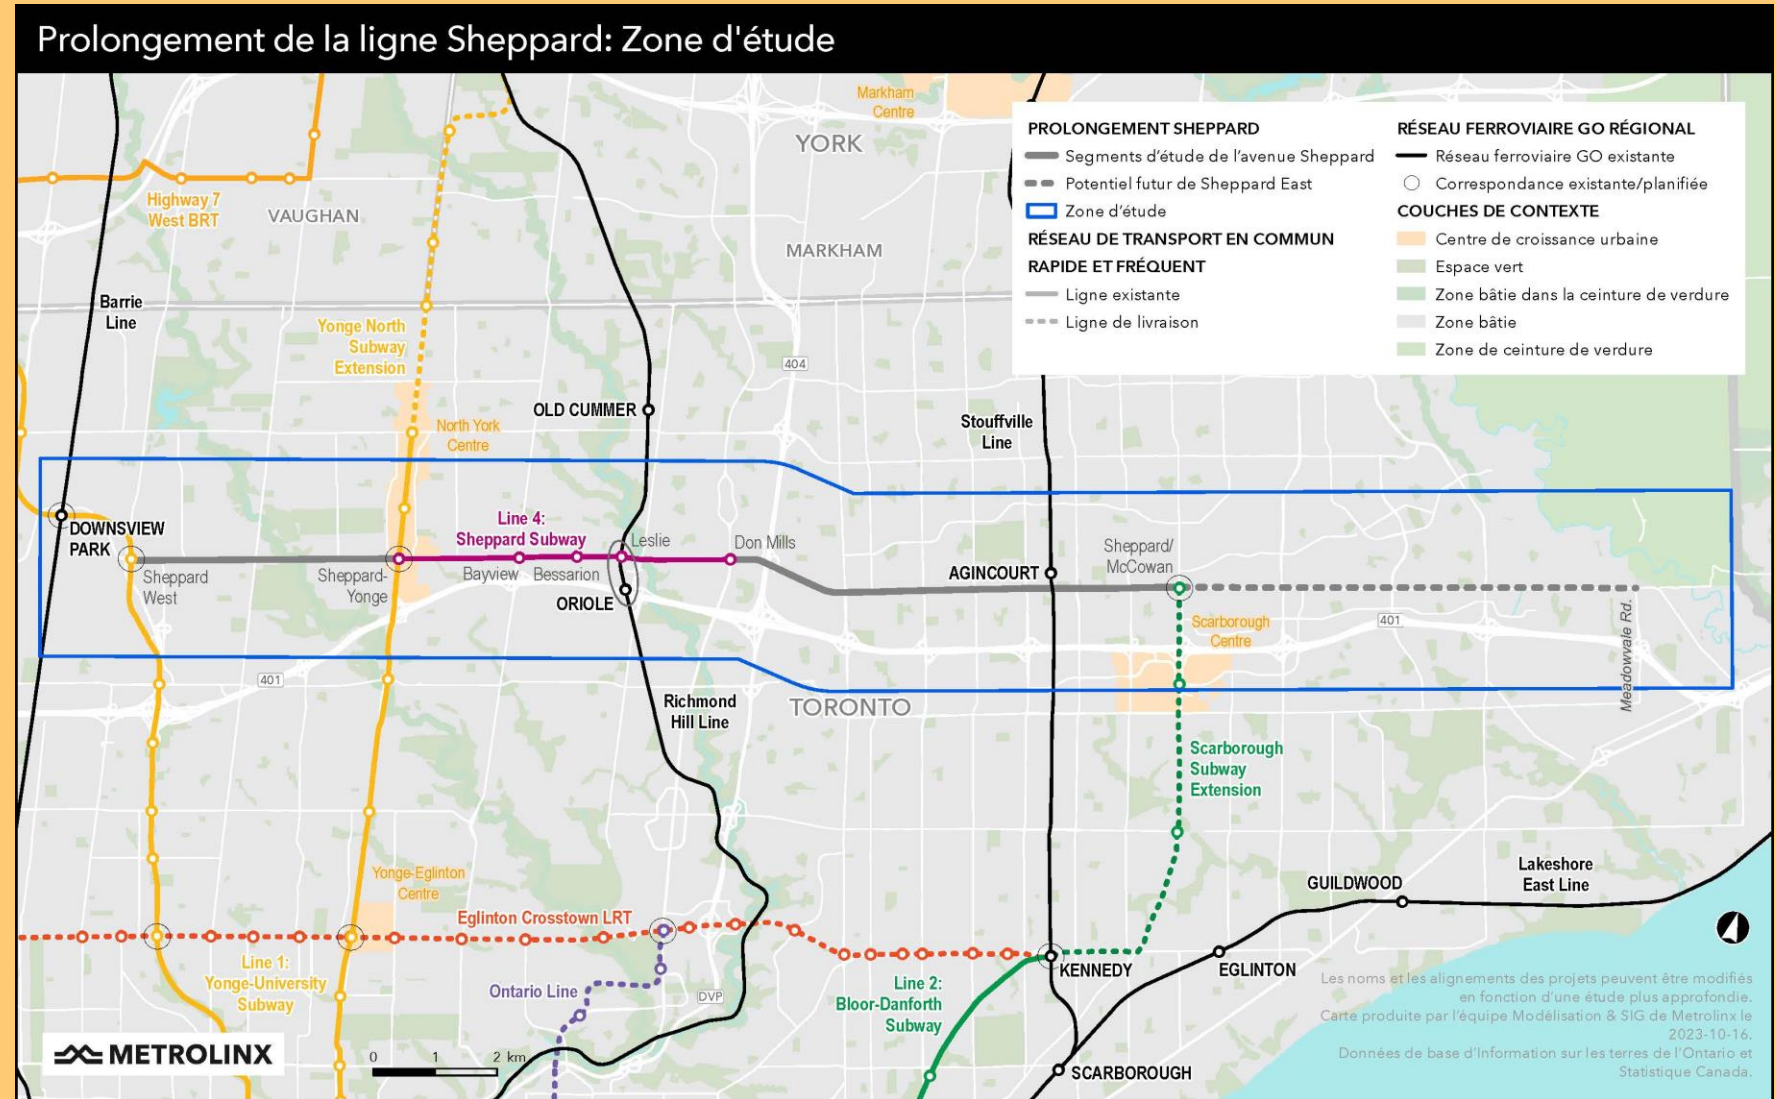 Prolongement de la ligne Sheppard: Zone d'étude
PROLONGEMENT SHEPPARD
Segments d'étude de l'avenue Sheppard
Potentiel futur de Sheppard East
Zone d'étude
RÉSEAU DE TRANSPORT EN COMMUN
RAPIDE ET FRÉQUENT
Ligne existante
Ligne de livraison
RÉSEAU FERROVIAIRE GO RÉGIONAL
Réseau ferroviaire GO existante
Correspondance existante/planifiée
COUCHES DE CONTEXTE
Centre de croissance urbaine
Espace vert
Zone bâtie dans la ceinture de verdure
Zone bâtie
Zone de ceinture de verdure
Markham
Centre
YORK
Highway 7
West BRT
VAUGHAN
MARKHAM
Barrie
Line
Yonge North
Subway
Extension
404
OLD CUMMER
North York
Centre
Stouffville
Line
DOWNSVIEW
PARK
Line 4:
Sheppard Subway
Leslie
Don Mills
Sheppard/
McCowan
Sheppard
West
Sheppard-
Yonge
Bayview
Bessarion
ORIOLE
AGINCOURT
Scarborough
Centre
401
Meadowvale Rd.
401
Richmond
Hill Line
TORONTO
Scarborough
Subway
Extension
Yonge-Eglinton
Centre
Eglinton Crosstown LRT
Lakeshore
East Line
GUILDWOOD
Line 1:
Yonge-University
Subway
Ontario Line
DVP
Line 2:
Bloor-Danforth
Subway
KENNEDY
EGLINTON
SCARBOROUGH
METROLINX
0 1 2 km
Les noms et les alignements des projets peuvent être modifiés
en fonction d'une étude plus approfondie.
Carte produite par l'équipe Modélisation & SIG de Metrolinx le
2023-10-16.
Données de base d'Information sur les terres de l'Ontario et
Statistique Canada.